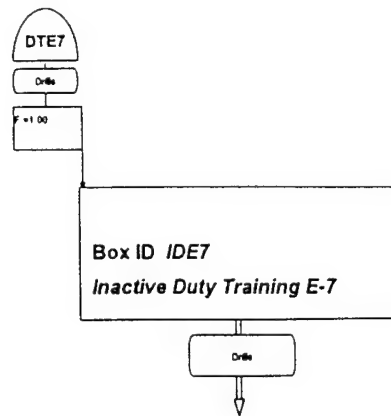 DTE7
Drills
F =1.00
Box ID IDE7
Inactive Duty Training E-7
Drills